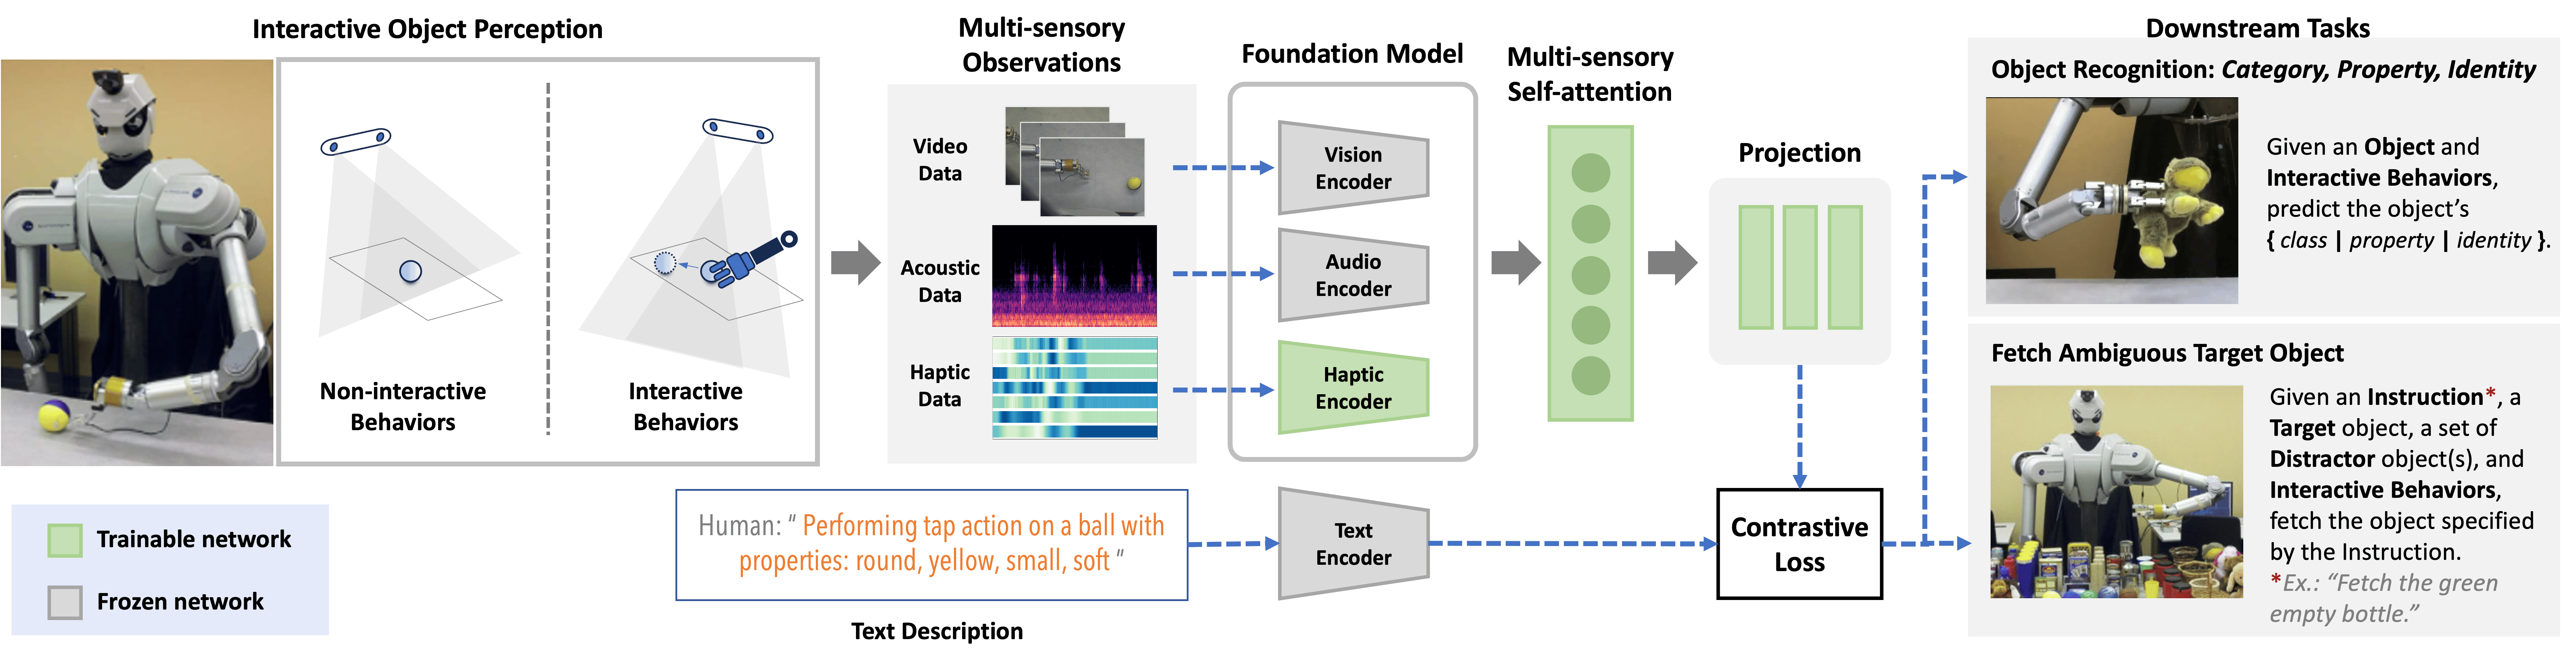 Interactive Object Perception
Non-interactive
Behaviors
Interactive
Behaviors
Multi-sensory
Observations
Video
Data
Acoustic
Data
Haptic
Data
Foundation Model
Vision
Encoder
Audio
Encoder
Haptic
Encoder
Multi-sensory
Self-attention
Projection
Trainable network
Frozen network
Human: " Performing tap action on a ball with
properties: round, yellow, small, soft "
Text Description
Text
Encoder
Contrastive
Loss
Downstream Tasks
Object Recognition: Category, Property, Identity
Given an Object and
Interactive Behaviors,
predict the object's
{ class | property | identity }.
Fetch Ambiguous Target Object
Given an Instruction*, a
Target object, a set of
Distractor object(s), and
Interactive Behaviors,
fetch the object specified
by the Instruction.
*Ex.: “Fetch the green
empty bottle.”